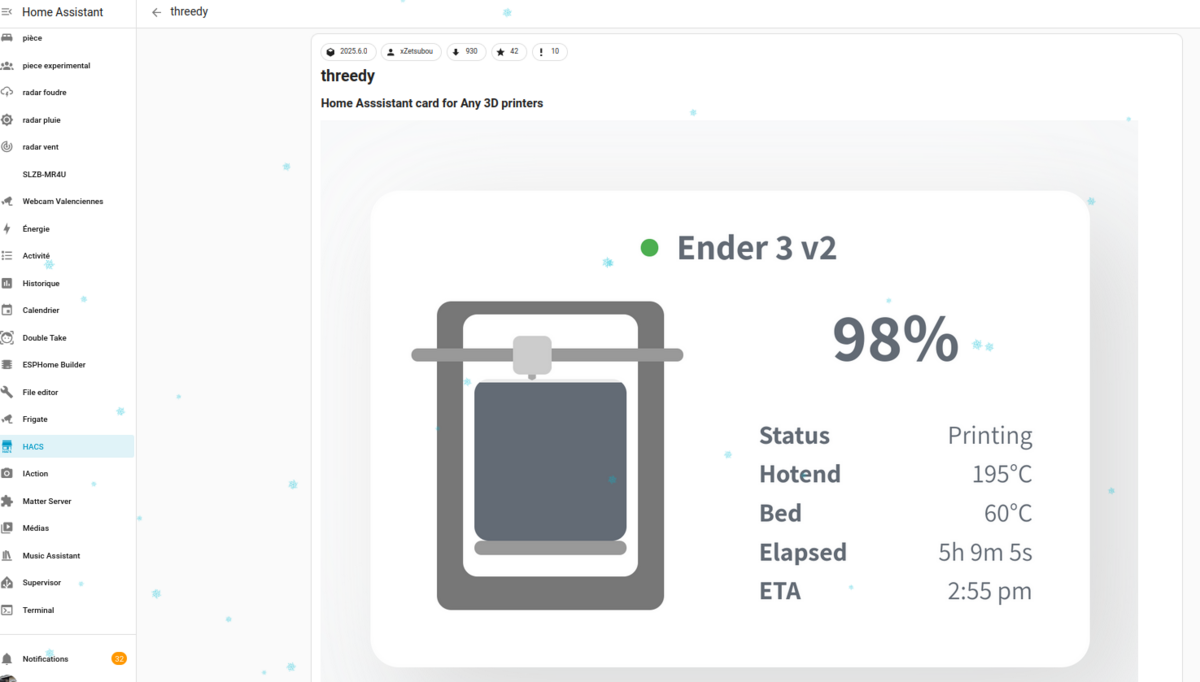 Home Assistant
threedy
pièce
piece experimental
radar foudre
radar pluie
radar vent
SLZB-MR4U
Webcam Valenciennes
Énergie
Activité
Historique
Calendrier
Double Take
ESPHome Builder
File editor
Frigate
HACS
IAction
Matter Server
Médias
Music Assistant
Supervisor
Terminal
Notifications 32
2025.6.0 xZetsubou 930 42 10
threedy
Home Asssistant card for Any 3D printers
Ender 3 v2
98%
Status Printing
Hotend 195°C
Bed 60°C
Elapsed 5h 9m 5s
ETA 2:55 pm